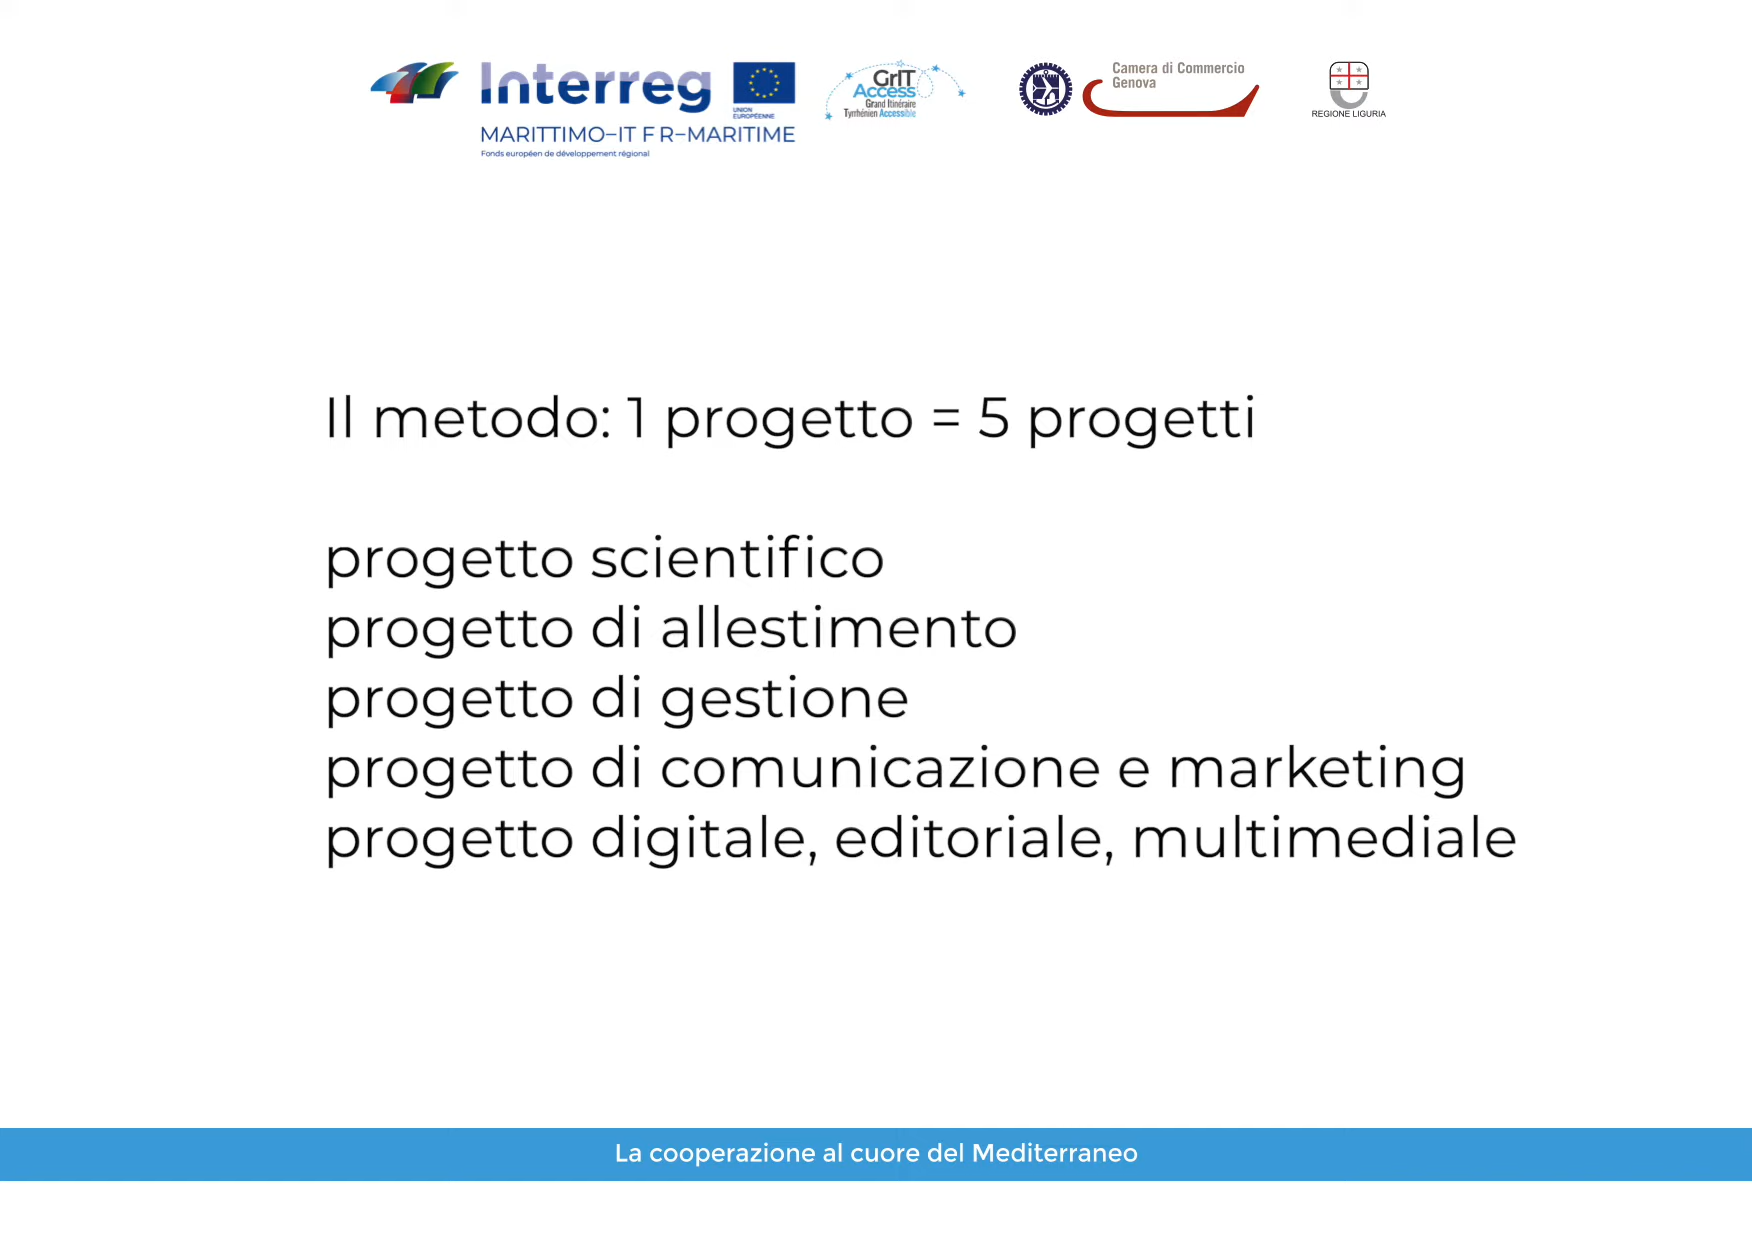 Interreg
UNION
EUROPÉENNE
MARITTIMO-IT FR-MARITIME
Fonds européen de développement régional
GrIT
Access
Grand Itinéraire
Tyrrhénien Accessible
Camera di Commercio
Genova
REGIONE LIGURIA
Il metodo: 1 progetto = 5 progetti
progetto scientifico
progetto di allestimento
progetto di gestione
progetto di comunicazione e marketing
progetto digitale, editoriale, multimediale
La cooperazione al cuore del Mediterraneo